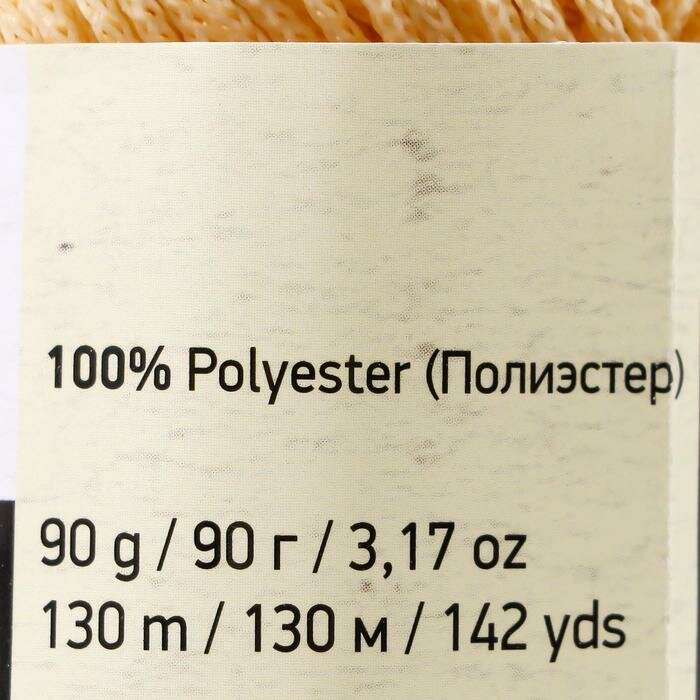 100% Polyester (Полиэстер)
90 g / 90 г / 3,17 oz
130 m / 130 м / 142 yds